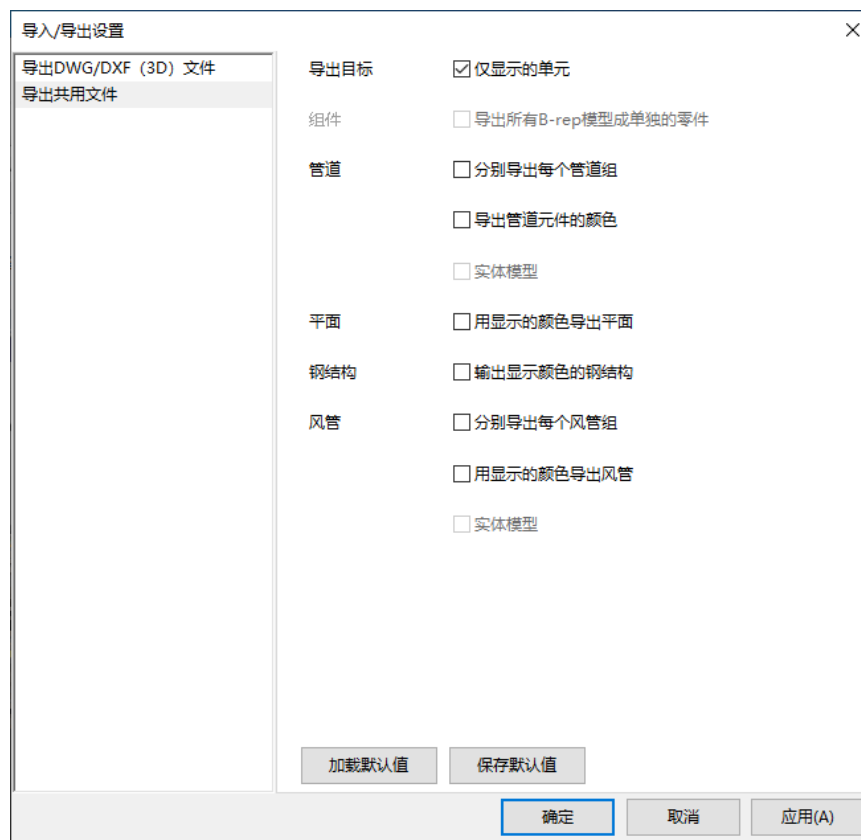 导入/导出设置
导出DWG/DXF（3D）文件
导出共用文件
导出目标 仅显示的单元
组件 导出所有B-rep模型成单独的零件
管道 分别导出每个管道组
导出管道元件的颜色
实体模型
平面 用显示的颜色导出平面
钢结构 输出显示颜色的钢结构
风管 分别导出每个风管组
用显示的颜色导出风管
实体模型
加载默认值 保存默认值
确定 取消 应用(A)